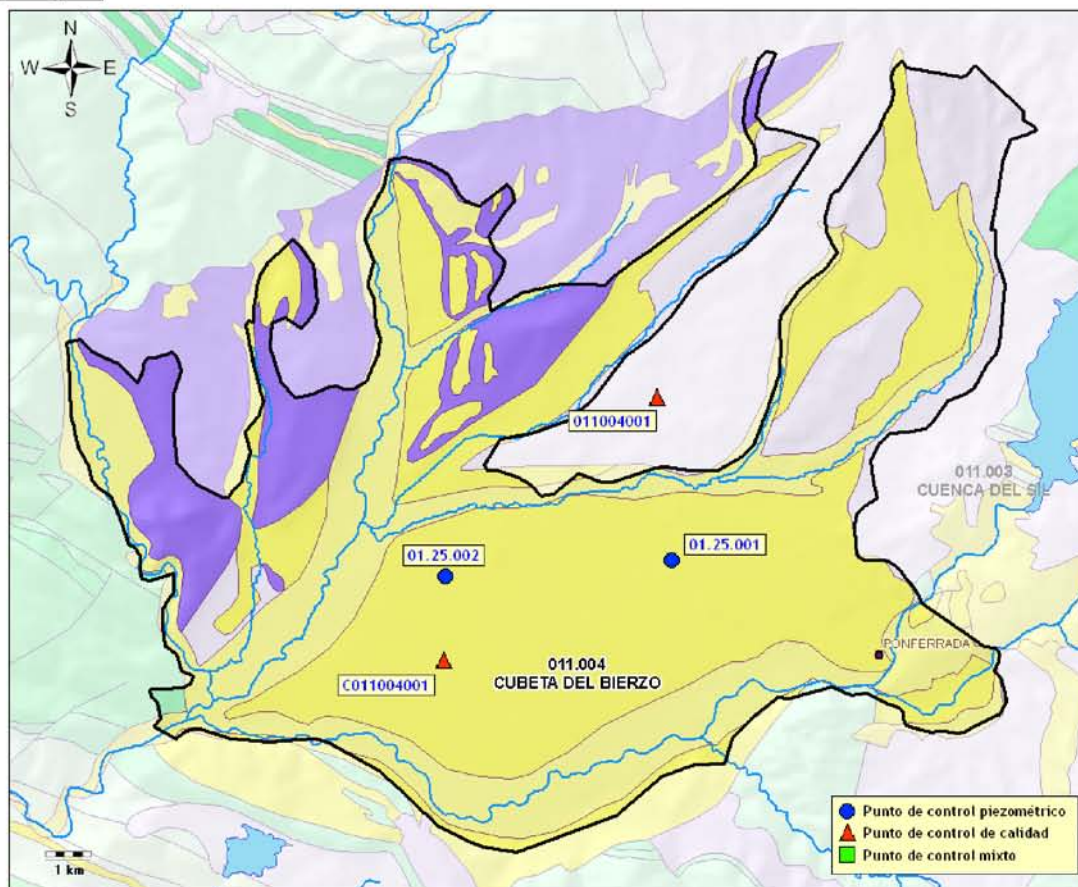 N
W E
S
011004001
011.003
CUENCA DEL SIL
01.25.002
01.25.001
PONFERRADA
011.004
CUBETA DEL BIERZO
C011004001
Punto de control piezométrico
Punto de control de calidad
Punto de control mixto
1 km